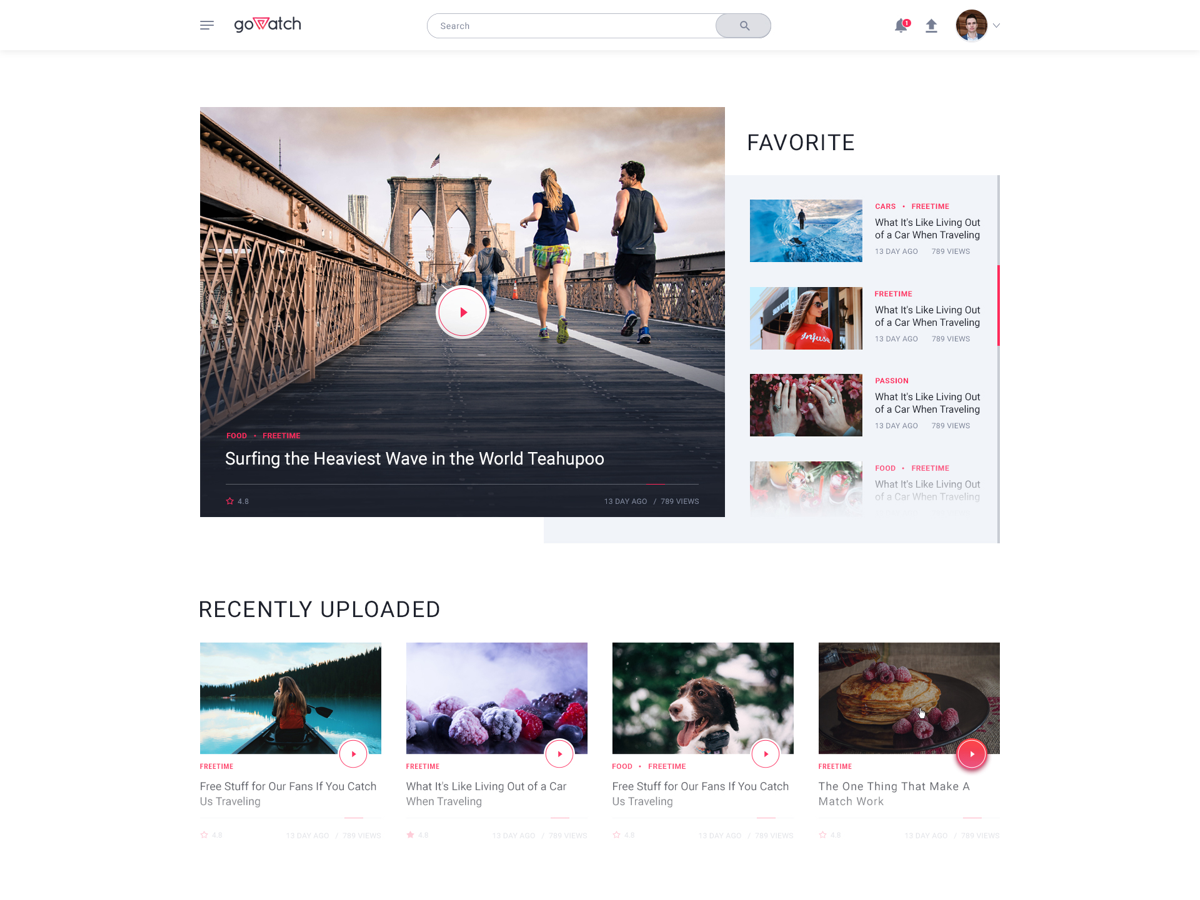 goWatch
Search
1
FAVORITE
CARS • FREETIME
What It's Like Living Out
of a Car When Traveling
13 DAY AGO 789 VIEWS
FREETIME
What It's Like Living Out
of a Car When Traveling
13 DAY AGO 789 VIEWS
Infuse
PASSION
What It's Like Living Out
of a Car When Traveling
13 DAY AGO 789 VIEWS
FOOD • FREETIME
What It's Like Living Out
of a Car When Traveling
FOOD • FREETIME
Surfing the Heaviest Wave in the World Teahupoo
4.8 13 DAY AGO / 789 VIEWS
RECENTLY UPLOADED
FREETIME
Free Stuff for Our Fans If You Catch
Us Traveling
4.8 13 DAY AGO / 789 VIEWS
FREETIME
What It's Like Living Out of a Car
When Traveling
4.8 13 DAY AGO / 789 VIEWS
FOOD • FREETIME
Free Stuff for Our Fans If You Catch
Us Traveling
4.8 13 DAY AGO / 789 VIEWS
FREETIME
The One Thing That Make A
Match Work
4.8 13 DAY AGO / 789 VIEWS